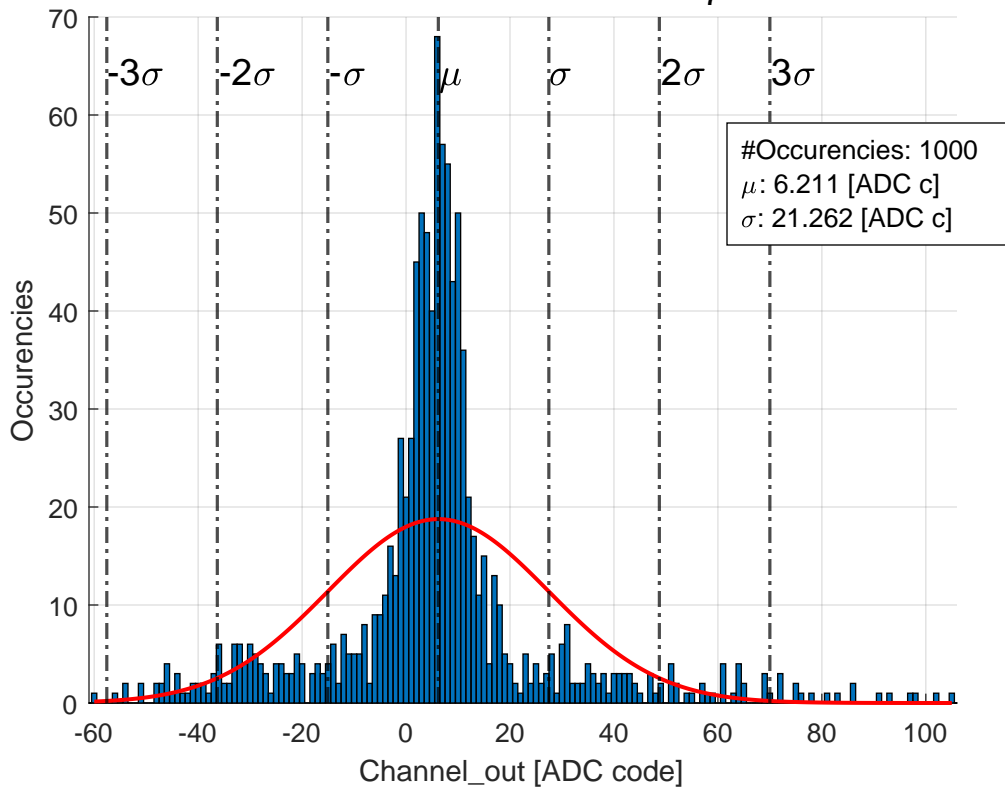 -3σ
-2σ
-σ
μ
σ
2σ
3σ
#Occurencies: 1000
μ: 6.211 [ADC c]
σ: 21.262 [ADC c]
70
60
50
40
30
20
10
0
Occurencies
-60
-40
-20
0
20
40
60
80
100
Channel_out [ADC code]